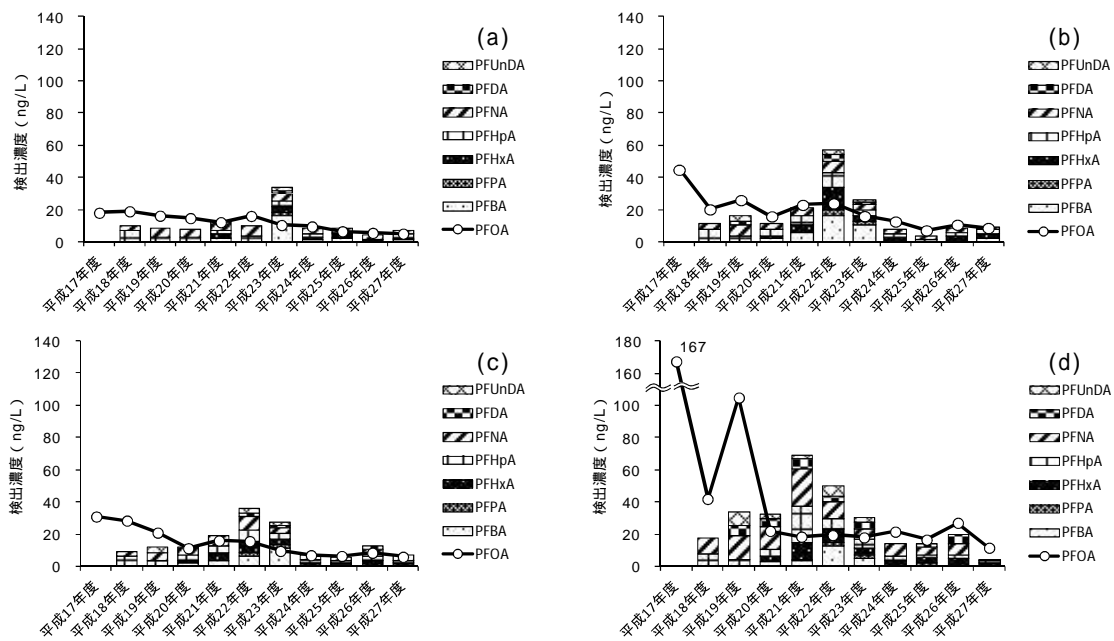 (a)
検出濃度 ( ng/L )
140
120
100
80
60
40
20
0
平成17年度
平成18年度
平成19年度
平成20年度
平成21年度
平成22年度
平成23年度
平成24年度
平成25年度
平成26年度
平成27年度
PFUnDA
PFDA
PFNA
PFHpA
PFHxA
PFPA
PFBA
PFOA
(b)
検出濃度 ( ng/L )
140
120
100
80
60
40
20
0
平成17年度
平成18年度
平成19年度
平成20年度
平成21年度
平成22年度
平成23年度
平成24年度
平成25年度
平成26年度
平成27年度
PFUnDA
PFDA
PFNA
PFHpA
PFHxA
PFPA
PFBA
PFOA
(c)
検出濃度 ( ng/L )
140
120
100
80
60
40
20
0
平成17年度
平成18年度
平成19年度
平成20年度
平成21年度
平成22年度
平成23年度
平成24年度
平成25年度
平成26年度
平成27年度
PFUnDA
PFDA
PFNA
PFHpA
PFHxA
PFPA
PFBA
PFOA
(d)
検出濃度 ( ng/L )
180
160
100
80
60
40
20
0
167
平成17年度
平成18年度
平成19年度
平成20年度
平成21年度
平成22年度
平成23年度
平成24年度
平成25年度
平成26年度
平成27年度
PFUnDA
PFDA
PFNA
PFHpA
PFHxA
PFPA
PFBA
PFOA